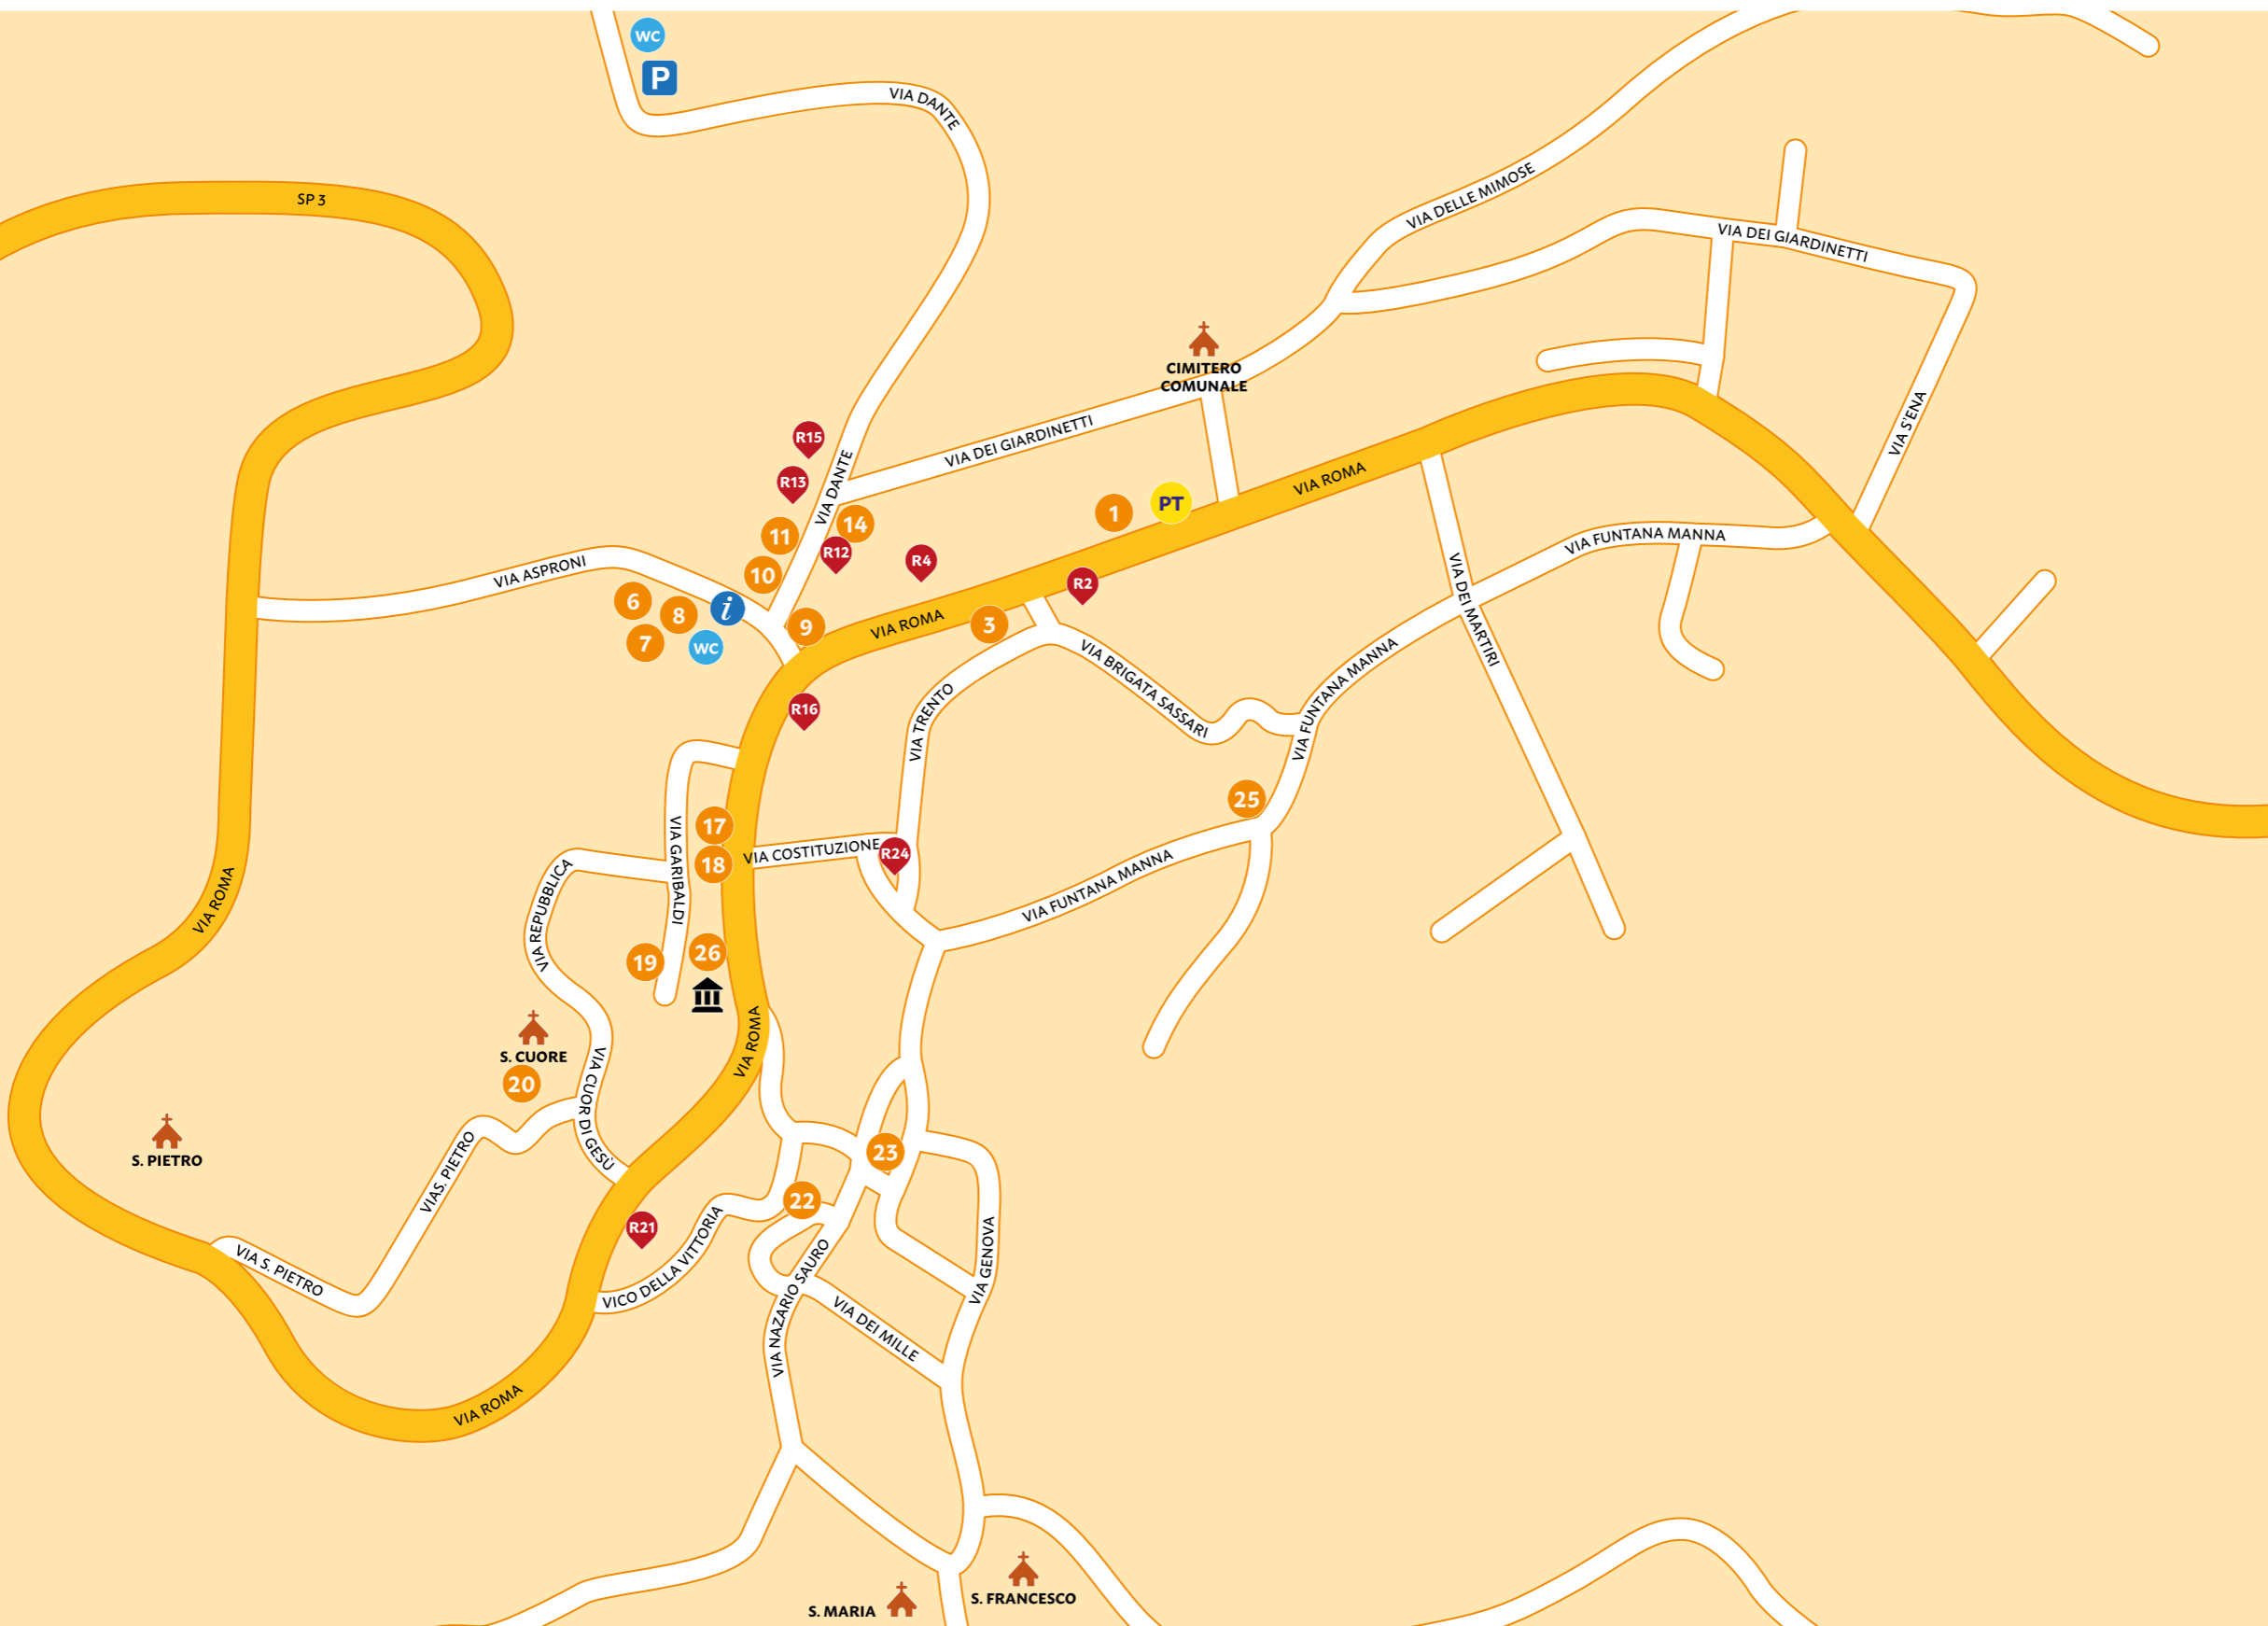 WC
P
VIA DANTE
SP 3
VIA DELLE MIMOSE
VIA DEI GIARDINETTI
CIMITERO
COMUNALE
VIA S'ENA
R15
VIA DEI GIARDINETTI
R13
VIA DANTE
VIA ROMA
1
PT
14
11
R12
R4
VIA FUNTANA MANNA
10
VIA ASPRONI
R2
VIA DEI MARTIRI
6
8
i
9
VIA ROMA
3
7
WC
VIA BRIGATA SASSARI
VIA FUNTANA MANNA
R16
VIA TRENTO
25
17
VIA GARIBALDI
18
VIA COSTITUZIONE
R24
VIA FUNTANA MANNA
VIA REPUBBLICA
VIA ROMA
19
26
S. CUORE
20
VIA ROMA
VIA CUOR DI GESÙ
S. PIETRO
VIAS. PIETRO
23
22
R21
VICO DELLA VITTORIA
VIA S. PIETRO
VIA NAZARIO SAURO
VIA GENOVA
VIA DEI MILLE
VIA ROMA
S. FRANCESCO
S. MARIA